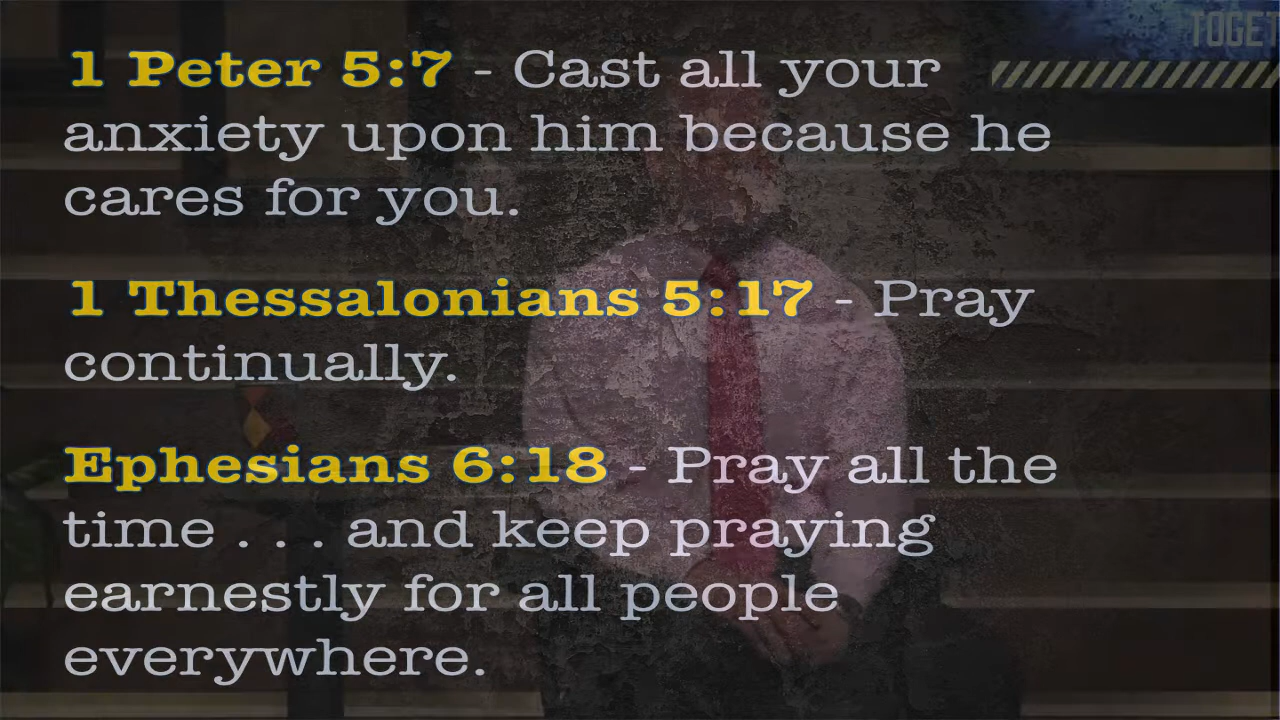 TOGET
1 Peter 5:7 - Cast all your
anxiety upon him because he
cares for you.
1 Thessalonians 5:17 - Pray
continually.
Ephesians 6:18 - Pray all the
time . . . and keep praying
earnestly for all people
everywhere.